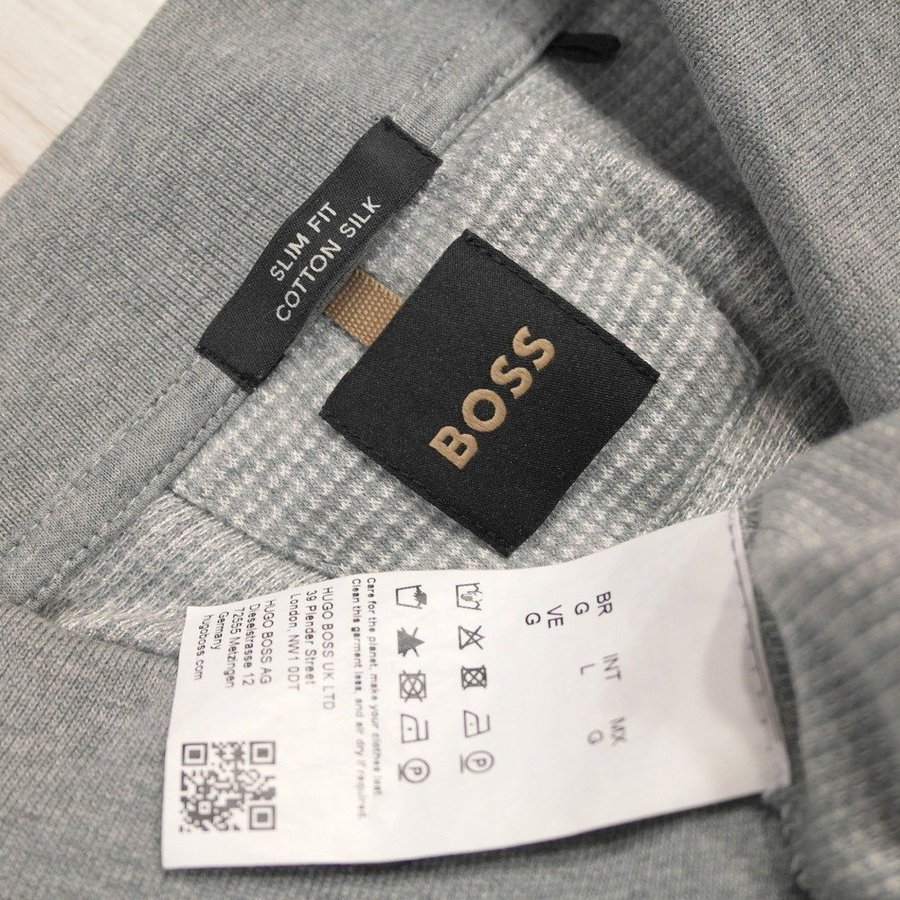 SLIM FIT
COTTON SILK
BOSS
BR
G
VE
G
INT
L
MX
G
Care for the planet, make your clothes last.
Clean this garment less, and air dry if required.
HUGO BOSS UK LTD
39 Plender Street
London, NW1 0DT
HUGO BOSS AG
Dieselstrasse 12
72555 Metzingen
Germany
hugoboss.com
P
P